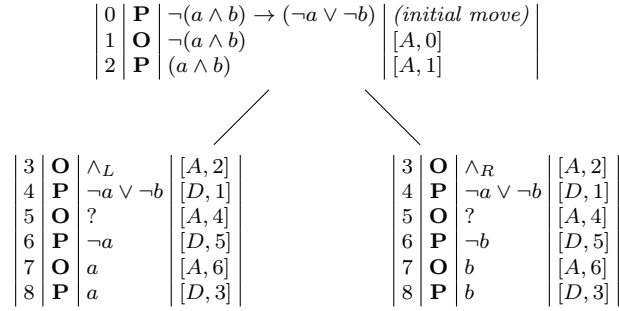 0 P ¬(a ∧ b) → (¬a ∨ ¬b) (initial move)
1 O ¬(a ∧ b) [A, 0]
2 P (a ∧ b) [A, 1]
3 O ∧L [A, 2]
4 P ¬a ∨ ¬b [D, 1]
5 O ? [A, 4]
6 P ¬a [D, 5]
7 O a [A, 6]
8 P a [D, 3]
3 O ∧R [A, 2]
4 P ¬a ∨ ¬b [D, 1]
5 O ? [A, 4]
6 P ¬b [D, 5]
7 O b [A, 6]
8 P b [D, 3]